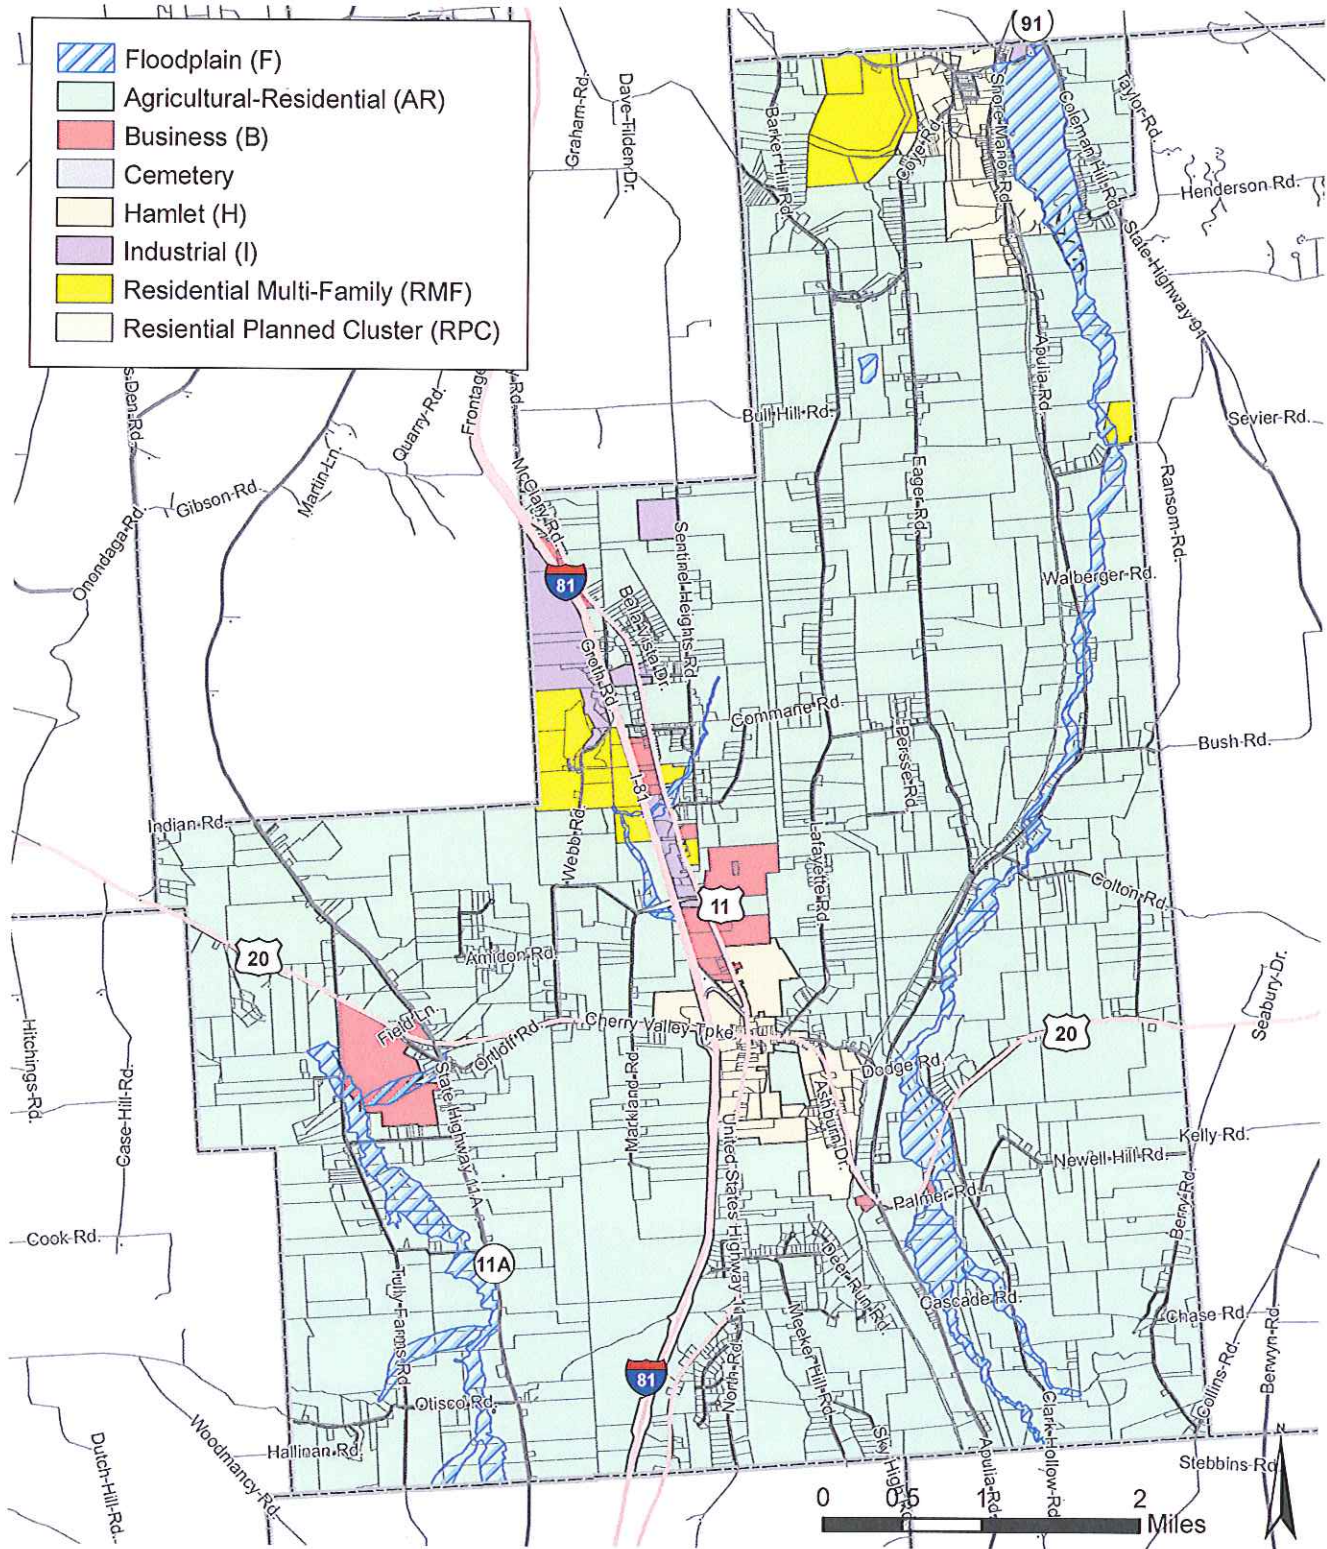 Floodplain (F)
Agricultural-Residential (AR)
Business (B)
Cemetery
Hamlet (H)
Industrial (I)
Residential Multi-Family (RMF)
Resiential Planned Cluster (RPC)
91
Graham-Rd.
Dave-Tilden-Dr.
Barker Hill Rd.
Coye-Rd.
Shore-Manor-Rd.
Coleman-Hill-Rd.
Taylor-Rd.
Henderson Rd.
State-Highway-91
Apulia-Rd.
Frontage
Quarry-Rd.
Bull Hill Rd.
Sevier-Rd.
s-Den-Rd.
Gibson-Rd.
Martin-Ln.
McClary-Rd.
Eager-Rd.
Ransom-Rd.
Onondaga-Rd.
81
Sentinel-Heights-Rd
Bella-Vista-Dr.
Walberger-Rd.
Groth-Rd.
Commane-Rd.
Persse-Rd.
Bush-Rd.
I-81
Indian-Rd.
Webb-Rd.
Lafayette-Rd
Colton-Rd.
11
20
Amidon-Rd.
Seabury-Dr.
Hitchings-Rd.
Case-Hill-Rd.
Field-Ln.
Ortloff-Rd.
Cherry-Valley-Tpke
20
Dodge-Rd.
Markland-Rd
State-Highway-11A
Ashburn-Dr.
United-States-Highway-11
Kelly-Rd.
Newell-Hill-Rd.
Palmer-Rd.
Berry-Rd.
Cook-Rd.
11A
Deer-Run-Rd.
Cascade-Rd.
Tully-Farms-Rd
Meeker-Hill-Rd.
Chase-Rd.
81
North-Rd.
Otisco-Rd.
Collins-Rd.
Berwyn-Rd.
Hallinan-Rd.
Woodmancy-Rd.
Dutch-Hill-Rd.
Sky-High-Rd.
Apulia-Rd.
Clark-Hollow-Rd
Stebbins-Rd
N
0 0.5 1 2
Miles